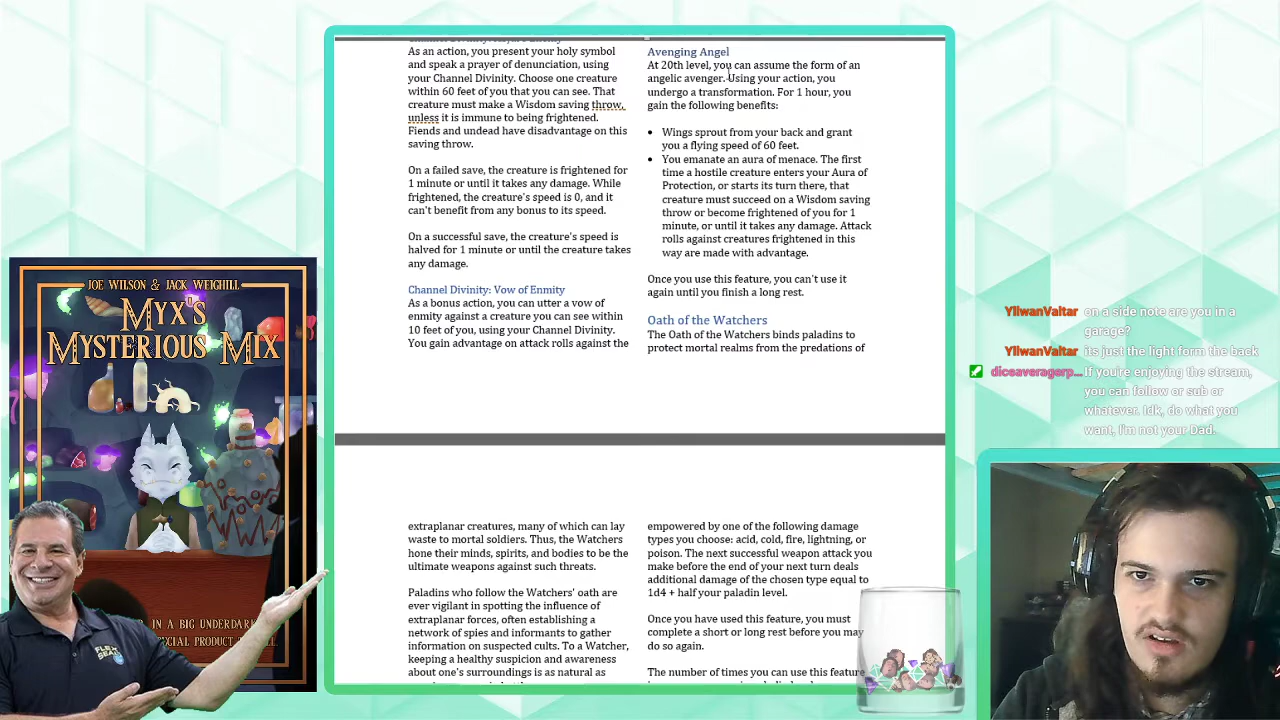 As an action, you present your holy symbol
and speak a prayer of denunciation, using
your Channel Divinity. Choose one creature
within 60 feet of you that you can see. That
creature must make a Wisdom saving throw,
unless it is immune to being frightened.
Fiends and undead have disadvantage on this
saving throw.
On a failed save, the creature is frightened for
1 minute or until it takes any damage. While
frightened, the creature's speed is 0, and it
can't benefit from any bonus to its speed.
On a successful save, the creature's speed is
halved for 1 minute or until the creature takes
any damage.
Channel Divinity: Vow of Enmity
As a bonus action, you can utter a vow of
enmity against a creature you can see within
10 feet of you, using your Channel Divinity.
You gain advantage on attack rolls against the
Avenging Angel
At 20th level, you can assume the form of an
angelic avenger. Using your action, you
undergo a transformation. For 1 hour, you
gain the following benefits:
• Wings sprout from your back and grant
you a flying speed of 60 feet.
• You emanate an aura of menace. The first
time a hostile creature enters your Aura of
Protection, or starts its turn there, that
creature must succeed on a Wisdom saving
throw or become frightened of you for 1
minute, or until it takes any damage. Attack
rolls against creatures frightened in this
way are made with advantage.
Once you use this feature, you can't use it
again until you finish a long rest.
Oath of the Watchers
The Oath of the Watchers binds paladins to
protect mortal realms from the predations of
extraplanar creatures, many of which can lay
waste to mortal soldiers. Thus, the Watchers
hone their minds, spirits, and bodies to be the
ultimate weapons against such threats.
Paladins who follow the Watchers' oath are
ever vigilant in spotting the influence of
extraplanar forces, often establishing a
network of spies and informants to gather
information on suspected cults. To a Watcher,
keeping a healthy suspicion and awareness
about one's surroundings is as natural as
empowered by one of the following damage
types you choose: acid, cold, fire, lightning, or
poison. The next successful weapon attack you
make before the end of your next turn deals
additional damage of the chosen type equal to
1d4 + half your paladin level.
Once you have used this feature, you must
complete a short or long rest before you may
do so again.
The number of times you can use this feature
JOE WILSON & JACK WEIGHILL
MYX'S
MYSTERIOUS MIX
IN A BIG UNDERDAR
FLEX
SEAL
YliwanValtar on a side note are you in a
garage?
YliwanValtar its just the light form the back
diceaveragerp... If you're enjoying the stream,
you can follow or sub or
whatever. Idk, do what you
want, I'm not your Dad.